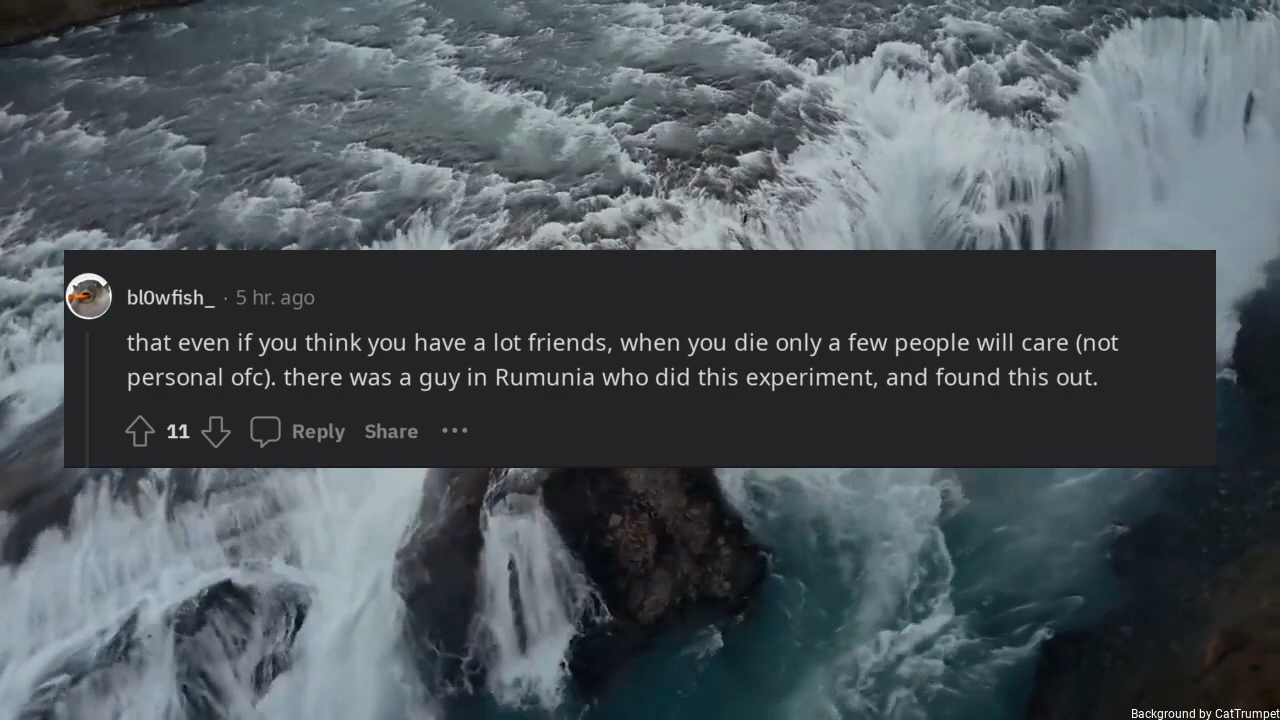 bl0wfish_ · 5 hr. ago
that even if you think you have a lot friends, when you die only a few people will care (not
personal ofc). there was a guy in Rumunia who did this experiment, and found this out.
11 Reply Share ···
Background by CatTrumpet